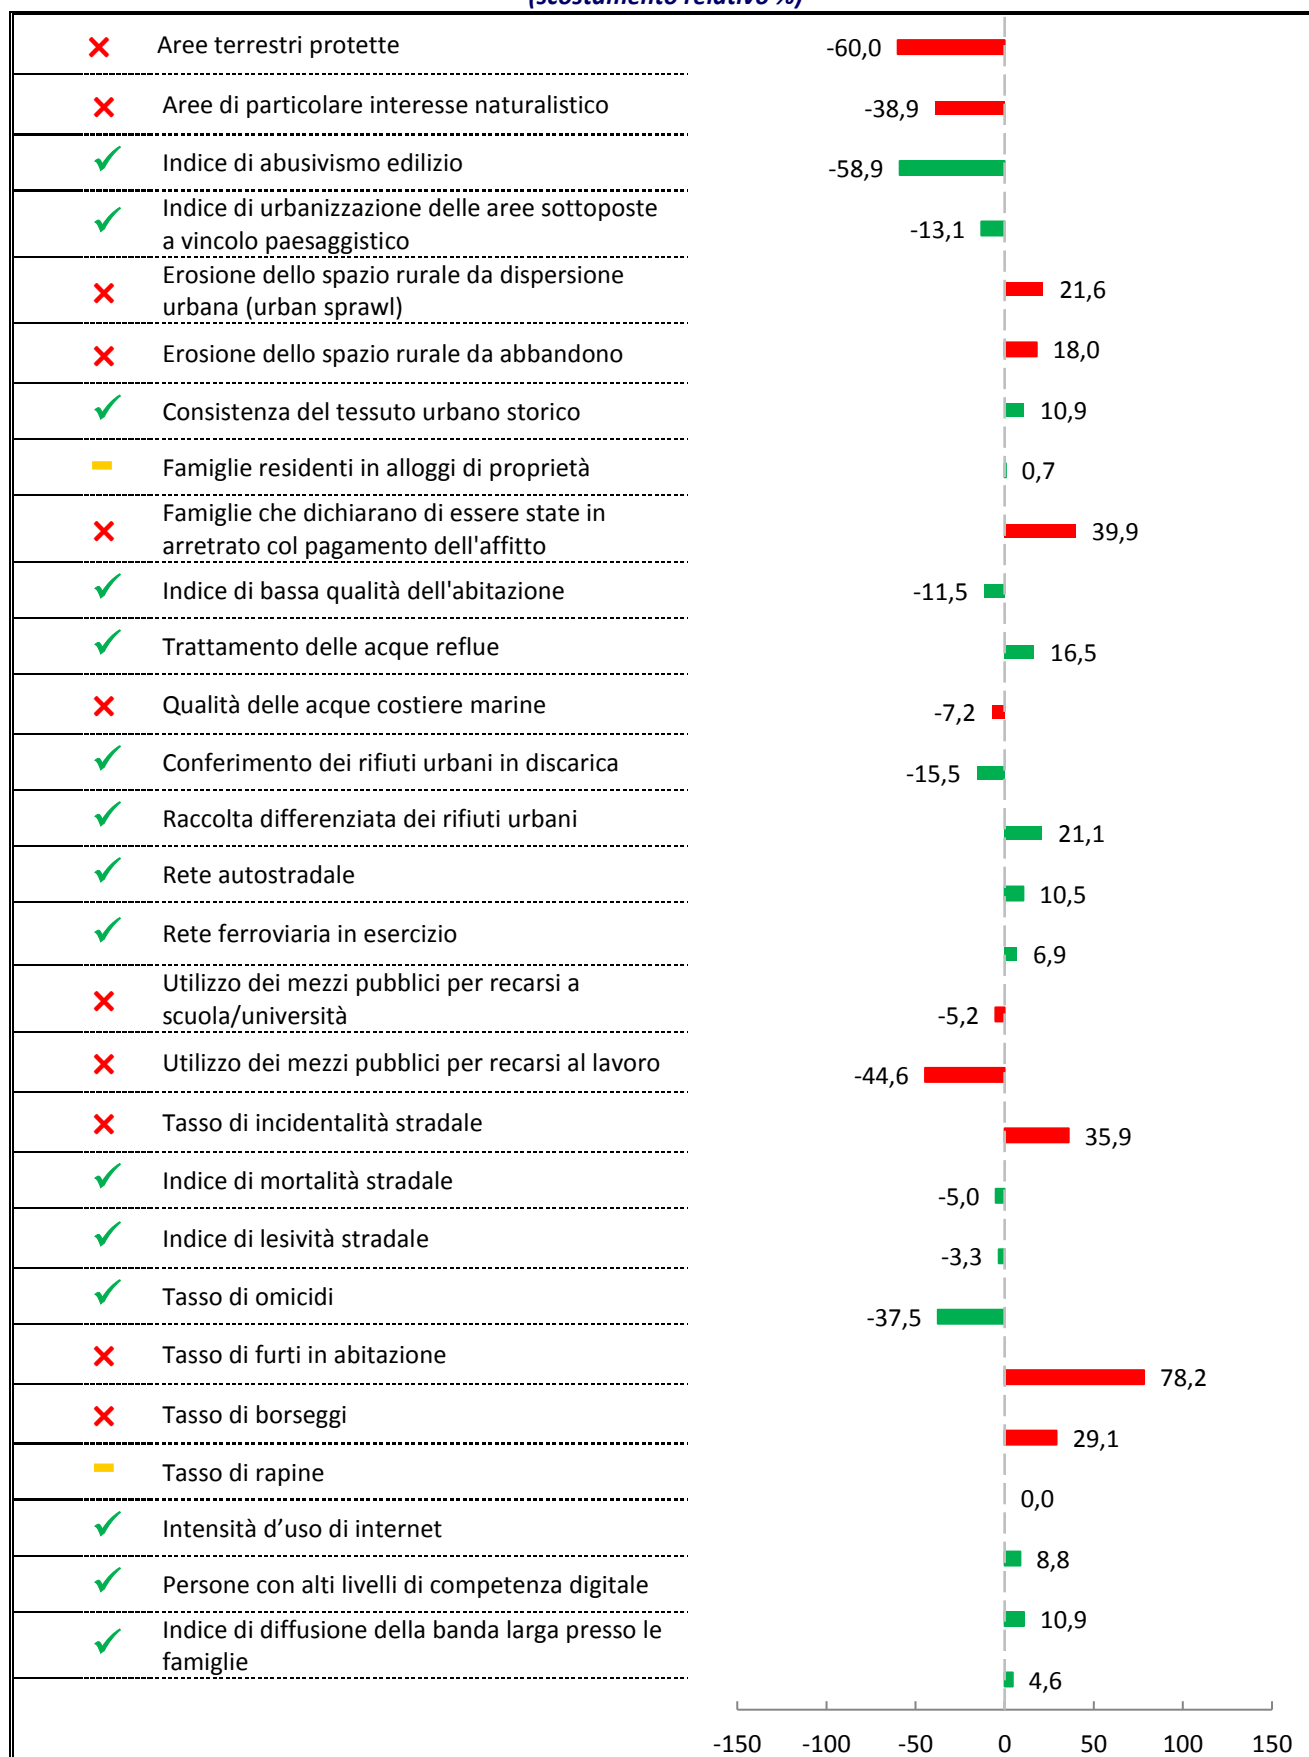 (scostamento relativo %)
Aree terrestri protette
-60,0
Aree di particolare interesse naturalistico
-38,9
Indice di abusivismo edilizio
-58,9
Indice di urbanizzazione delle aree sottoposte
a vincolo paesaggistico
-13,1
Erosione dello spazio rurale da dispersione
urbana (urban sprawl)
21,6
Erosione dello spazio rurale da abbandono
18,0
Consistenza del tessuto urbano storico
10,9
Famiglie residenti in alloggi di proprietà
0,7
Famiglie che dichiarano di essere state in
arretrato col pagamento dell'affitto
39,9
Indice di bassa qualità dell'abitazione
-11,5
Trattamento delle acque reflue
16,5
Qualità delle acque costiere marine
-7,2
Conferimento dei rifiuti urbani in discarica
-15,5
Raccolta differenziata dei rifiuti urbani
21,1
Rete autostradale
10,5
Rete ferroviaria in esercizio
6,9
Utilizzo dei mezzi pubblici per recarsi a
scuola/università
-5,2
Utilizzo dei mezzi pubblici per recarsi al lavoro
-44,6
Tasso di incidentalità stradale
35,9
Indice di mortalità stradale
-5,0
Indice di lesività stradale
-3,3
Tasso di omicidi
-37,5
Tasso di furti in abitazione
78,2
Tasso di borseggi
29,1
Tasso di rapine
0,0
Intensità d’uso di internet
8,8
Persone con alti livelli di competenza digitale
10,9
Indice di diffusione della banda larga presso le
famiglie
4,6
-150 -100 -50 0 50 100 150